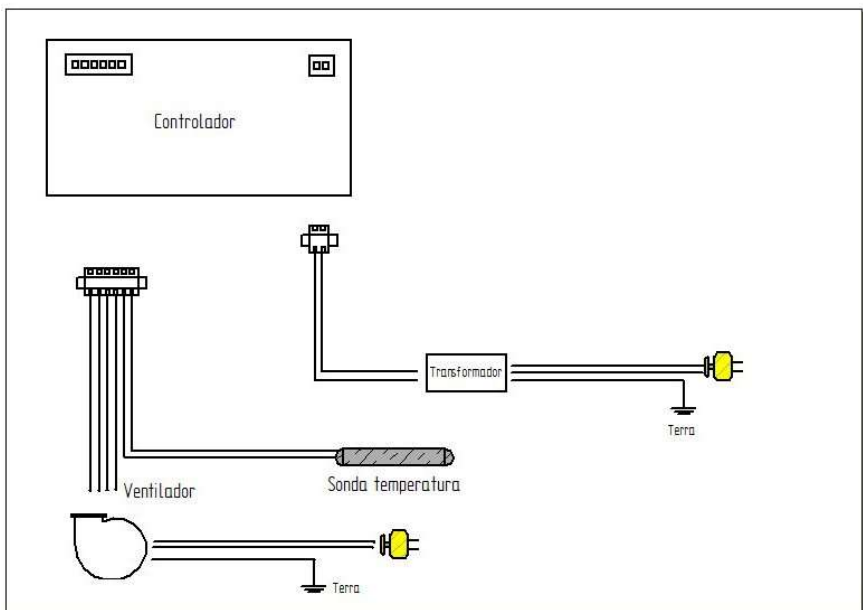 Controlador
Transformador
Terra
Sonda temperatura
Ventilador
Terra